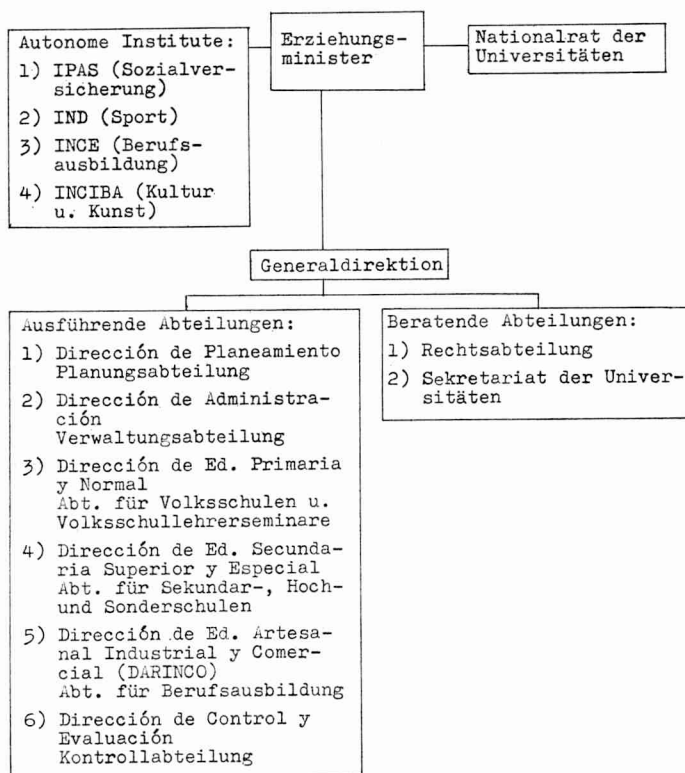 Autonome Institute:
1) IPAS (Sozialver-
sicherung)
2) IND (Sport)
3) INCE (Berufs-
ausbildung)
4) INCIBA (Kultur
u. Kunst)
Erziehungs-
minister
Nationalrat der
Universitäten
Generaldirektion
Ausführende Abteilungen:
1) Dirección de Planeamiento
Planungsabteilung
2) Dirección de Administra-
ción
Verwaltungsabteilung
3) Dirección de Ed. Primaria
y Normal
Abt. für Volksschulen u.
Volksschullehrerseminare
4) Dirección de Ed. Secunda-
ria Superior y Especial
Abt. für Sekundar-, Hoch-
und Sonderschulen
5) Dirección de Ed. Artesa-
nal Industrial y Comer-
cial (DARINCO)
Abt. für Berufsausbildung
6) Dirección de Control y
Evaluación
Kontrollabteilung
Beratende Abteilungen:
1) Rechtsabteilung
2) Sekretariat der Univer-
sitäten